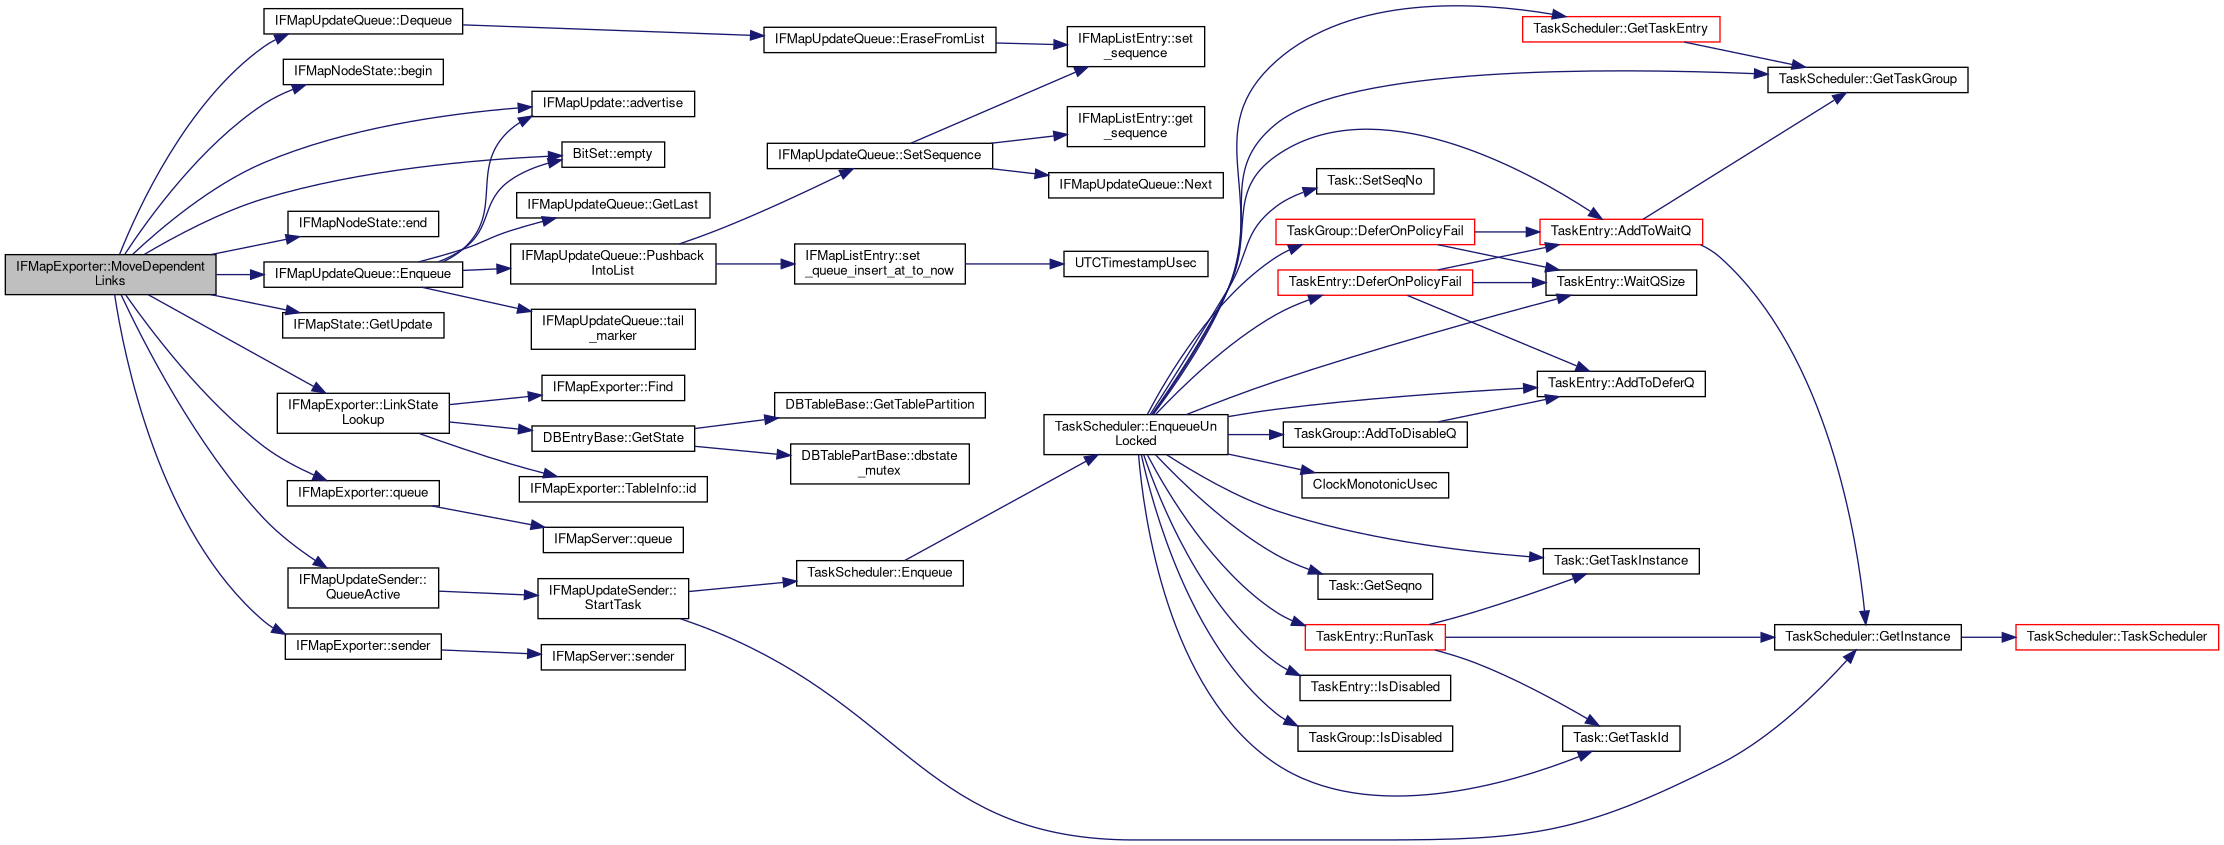 IFMapExporter::MoveDependent
Links
IFMapUpdateQueue::Dequeue
IFMapNodeState::begin
IFMapUpdate::advertise
BitSet::empty
IFMapNodeState::end
IFMapUpdateQueue::Enqueue
IFMapState::GetUpdate
IFMapExporter::LinkState
Lookup
IFMapExporter::queue
IFMapUpdateSender::
QueueActive
IFMapExporter::sender
IFMapUpdateQueue::EraseFromList
IFMapListEntry::set
_sequence
IFMapUpdateQueue::GetLast
IFMapUpdateQueue::Pushback
IntoList
IFMapUpdateQueue::tail
_marker
IFMapUpdateQueue::SetSequence
IFMapListEntry::get
_sequence
IFMapUpdateQueue::Next
IFMapListEntry::set
_queue_insert_at_to_now
UTCTimestampUsec
IFMapExporter::Find
DBEntryBase::GetState
IFMapExporter::TableInfo::id
DBTableBase::GetTablePartition
DBTablePartBase::dbstate
_mutex
IFMapServer::queue
IFMapUpdateSender::
StartTask
IFMapServer::sender
TaskScheduler::Enqueue
TaskScheduler::EnqueueUn
Locked
TaskScheduler::GetTaskEntry
TaskScheduler::GetTaskGroup
Task::SetSeqNo
TaskGroup::DeferOnPolicyFail
TaskEntry::AddToWaitQ
TaskEntry::DeferOnPolicyFail
TaskEntry::WaitQSize
TaskEntry::AddToDeferQ
TaskGroup::AddToDisableQ
ClockMonotonicUsec
Task::GetTaskInstance
Task::GetSeqno
TaskEntry::RunTask
TaskScheduler::GetInstance
TaskScheduler::TaskScheduler
TaskEntry::IsDisabled
TaskGroup::IsDisabled
Task::GetTaskId